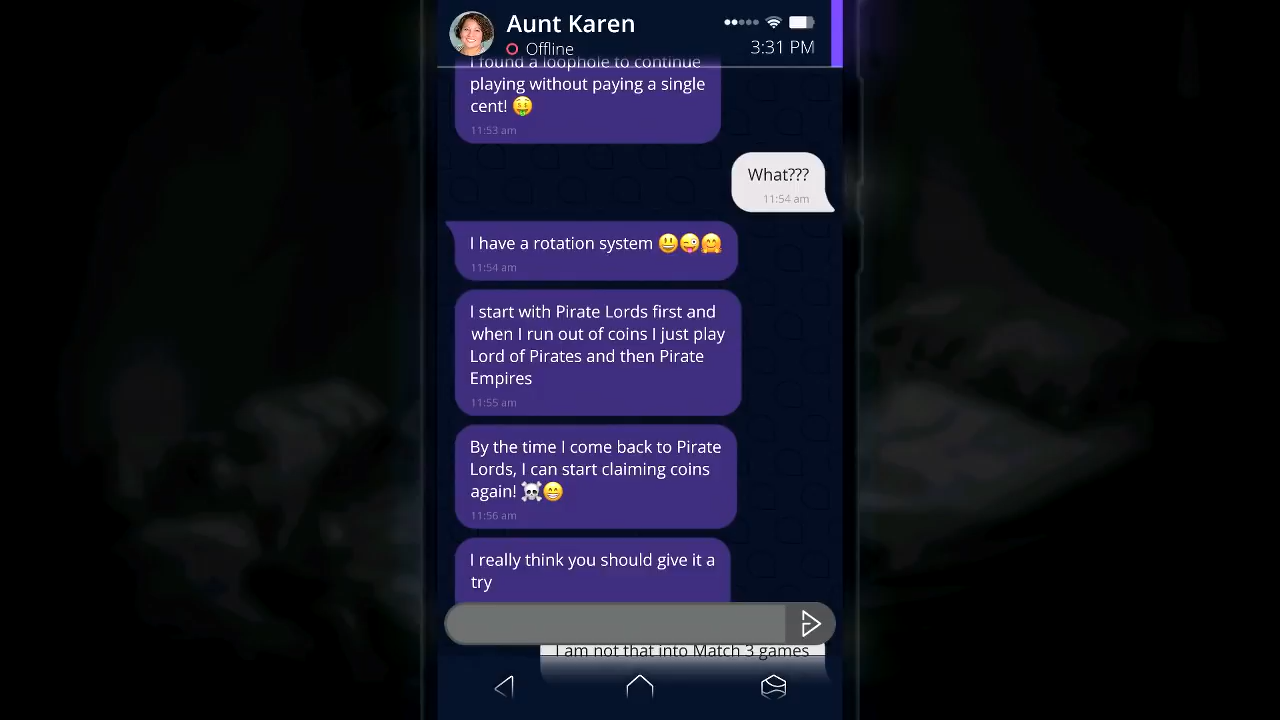 Aunt Karen
Offline
3:31 PM
I found a loophole to continue
playing without paying a single
cent! 🤑
11:53 am
What???
11:54 am
I have a rotation system 😃😜🤗
11:54 am
I start with Pirate Lords first and
when I run out of coins I just play
Lord of Pirates and then Pirate
Empires
11:55 am
By the time I come back to Pirate
Lords, I can start claiming coins
again! ☠️😁
11:56 am
I really think you should give it a
try
I am not that into Match 3 games